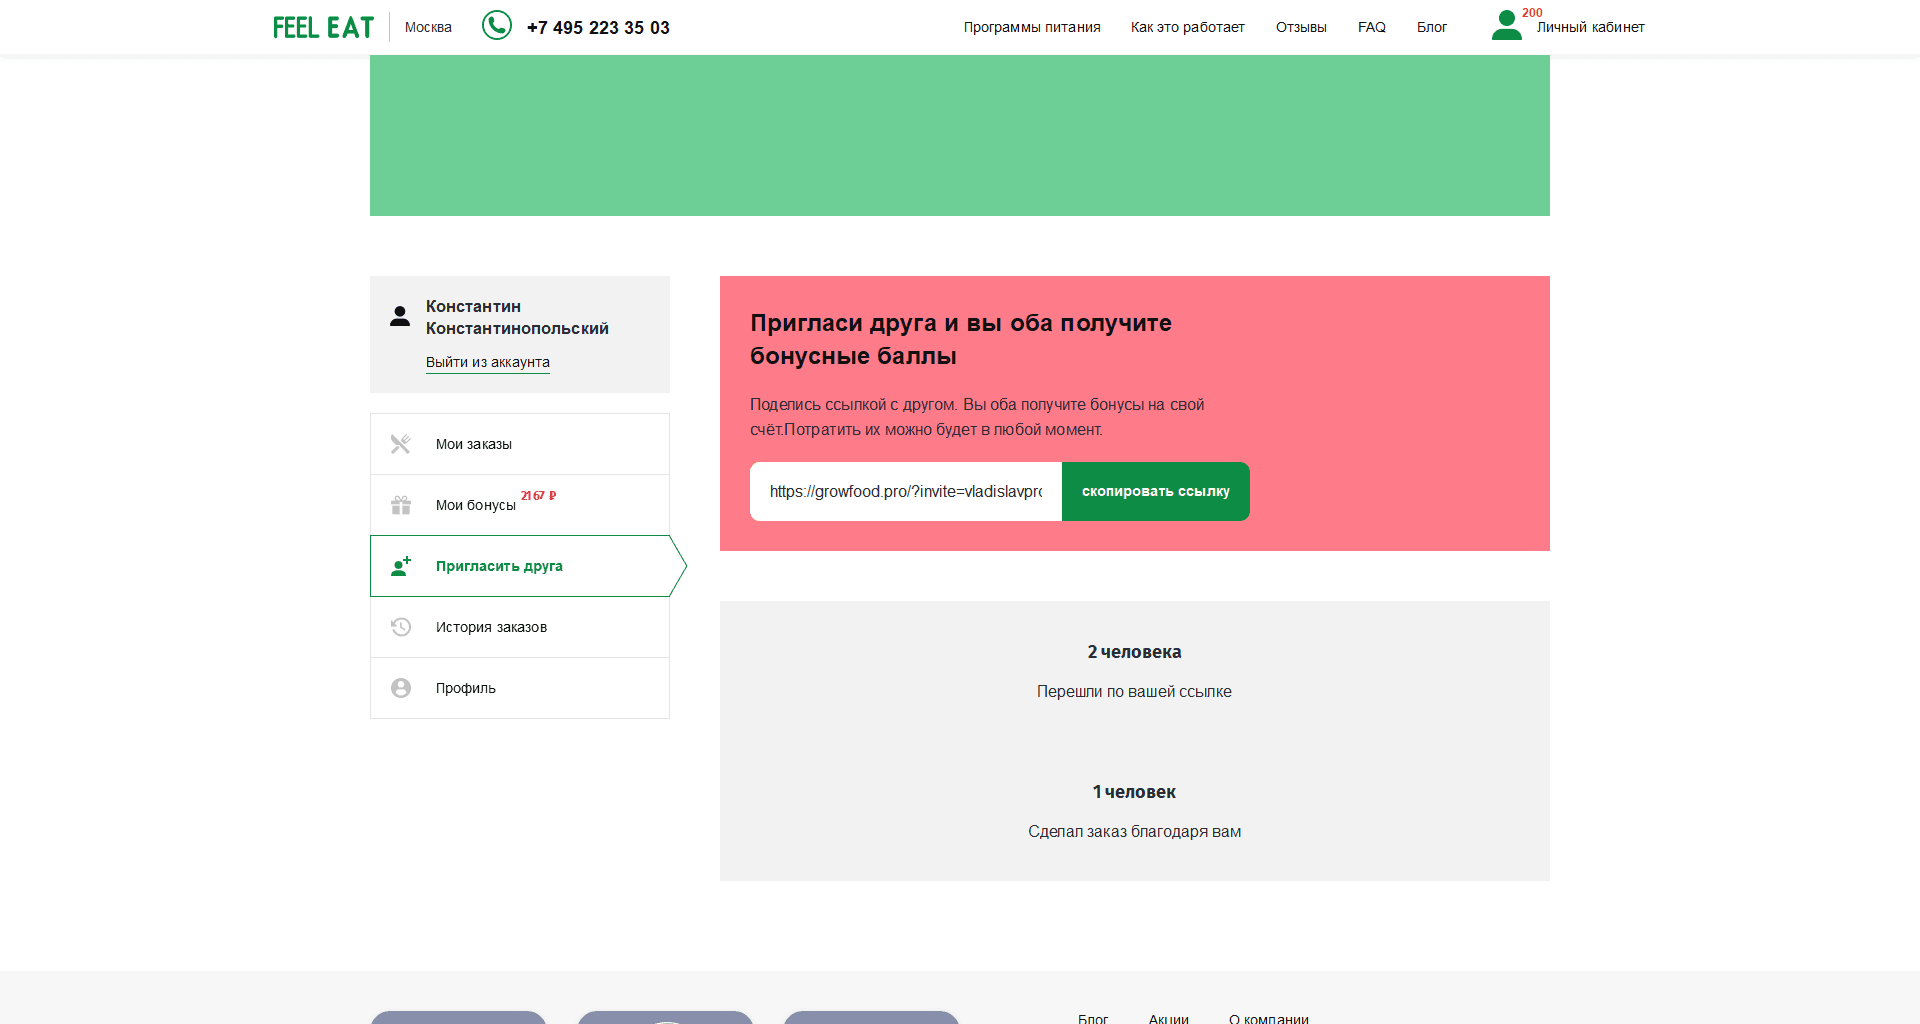 FEEL EAT
Москва
+7 495 223 35 03
Программы питания
Как это работает
Отзывы
FAQ
Блог
200
Личный кабинет
Константин
Константинопольский
Выйти из аккаунта
Мои заказы
Мои бонусы 2167 ₽
Пригласить друга
История заказов
Профиль
Пригласи друга и вы оба получите
бонусные баллы
Поделись ссылкой с другом. Вы оба получите бонусы на свой
счёт.Потратить их можно будет в любой момент.
https://growfood.pro/?invite=vladislavpro
скопировать ссылку
2 человека
Перешли по вашей ссылке
1 человек
Сделал заказ благодаря вам
Блог
Акции
О компании